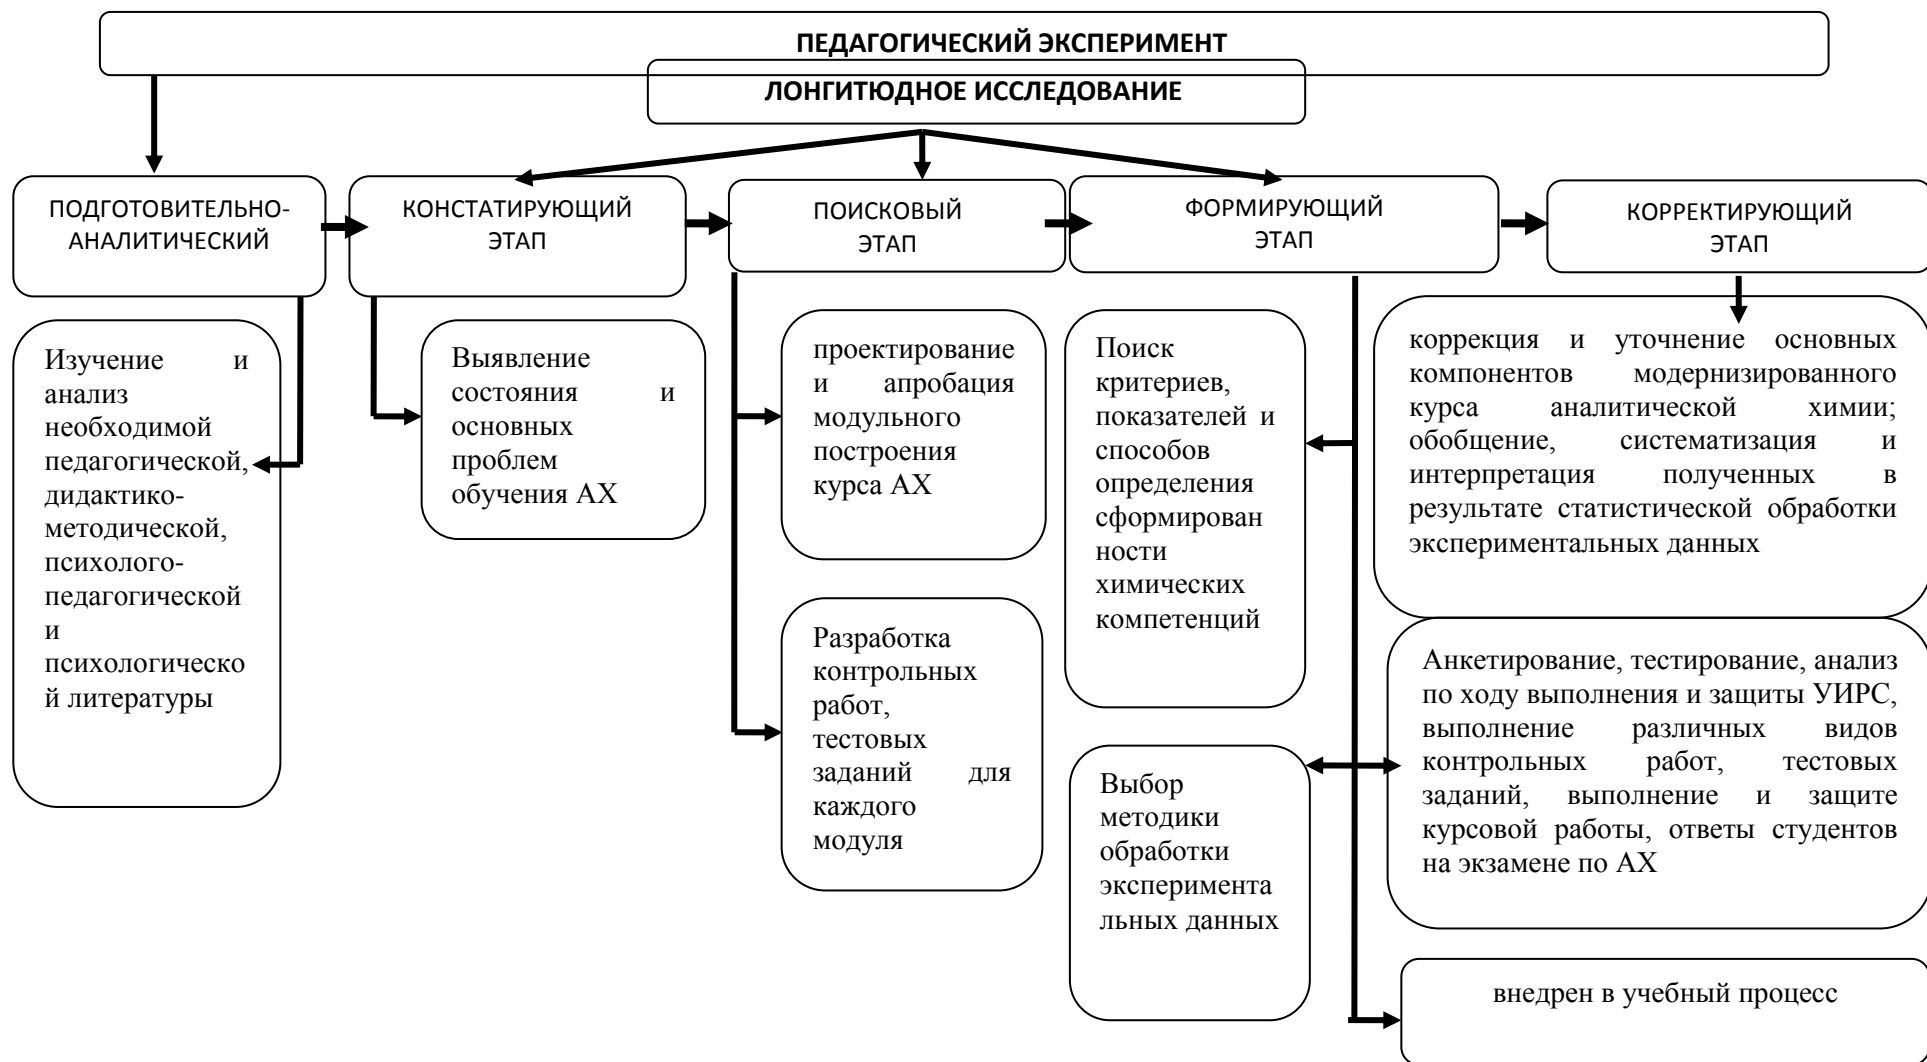 ПЕДАГОГИЧЕСКИЙ ЭКСПЕРИМЕНТ
ЛОНГИТЮДНОЕ ИССЛЕДОВАНИЕ
ПОДГОТОВИТЕЛЬНО-
АНАЛИТИЧЕСКИЙ
КОНСТАТИРУЮЩИЙ
ЭТАП
ПОИСКОВЫЙ
ЭТАП
ФОРМИРУЮЩИЙ
ЭТАП
КОРРЕКТИРУЮЩИЙ
ЭТАП
Изучение и
анализ
необходимой
педагогической,
дидактико-
методической,
психолого-
педагогической
и
психологическо
й литературы
Выявление
состояния и
основных
проблем
обучения АХ
проектирование
и апробация
модульного
построения
курса АХ
Разработка
контрольных
работ,
тестовых
заданий для
каждого
модуля
Поиск
критериев,
показателей и
способов
определения
сформирован
ности
химических
компетенций
Выбор
методики
обработки
эксперимента
льных данных
коррекция и уточнение основных
компонентов модернизированного
курса аналитической химии;
обобщение, систематизация и
интерпретация полученных в
результате статистической обработки
экспериментальных данных
Анкетирование, тестирование, анализ
по ходу выполнения и защиты УИРС,
выполнение различных видов
контрольных работ, тестовых
заданий, выполнение и защите
курсовой работы, ответы студентов
на экзамене по АХ
внедрен в учебный процесс